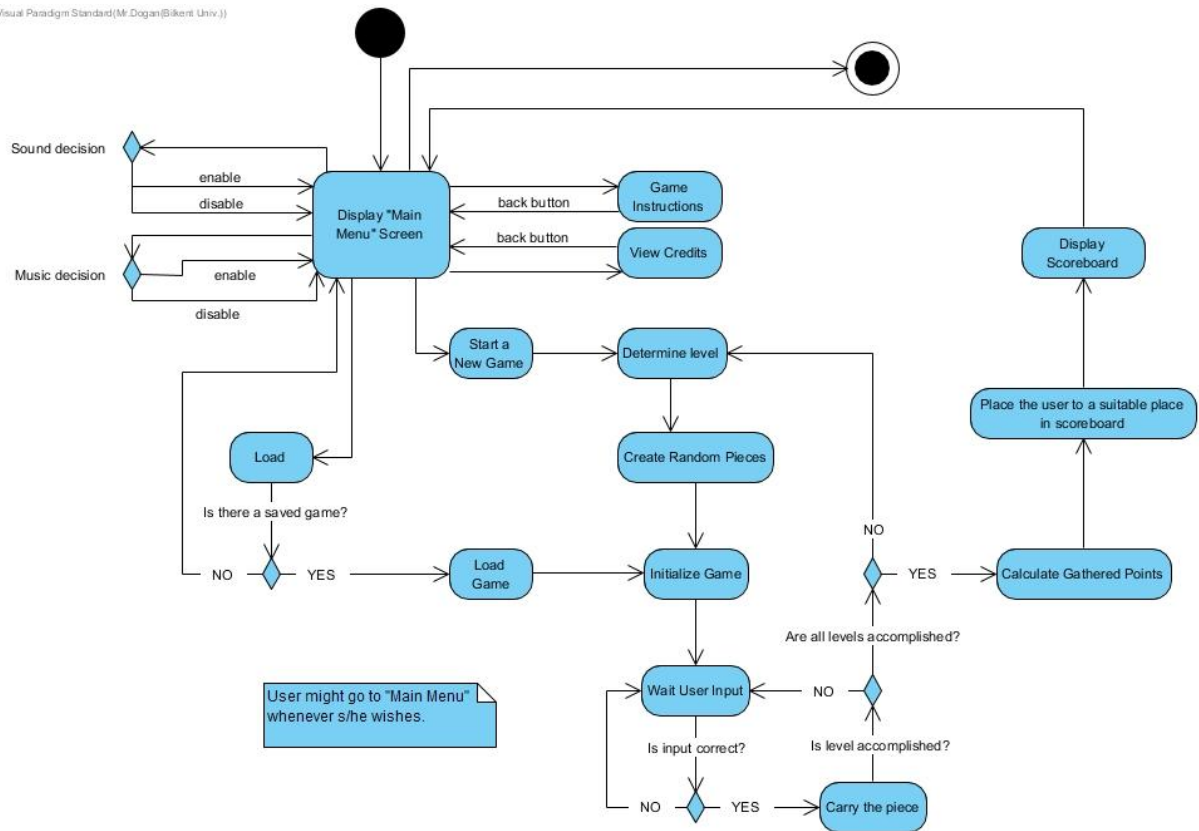 Visual Paradigm Standard(Mr.Dogan(Bilkent Univ.))
Sound decision
enable
disable
Music decision
enable
disable
Display "Main
Menu" Screen
Game
Instructions
back button
back button
View Credits
Display
Scoreboard
Start a
New Game
Determine level
Place the user to a suitable place
in scoreboard
Load
Create Random Pieces
Is there a saved game?
NO
YES
Load
Game
Initialize Game
NO
YES
Calculate Gathered Points
Are all levels accomplished?
User might go to "Main Menu"
whenever s/he wishes.
Wait User Input
NO
Is input correct?
Is level accomplished?
NO
YES
Carry the piece